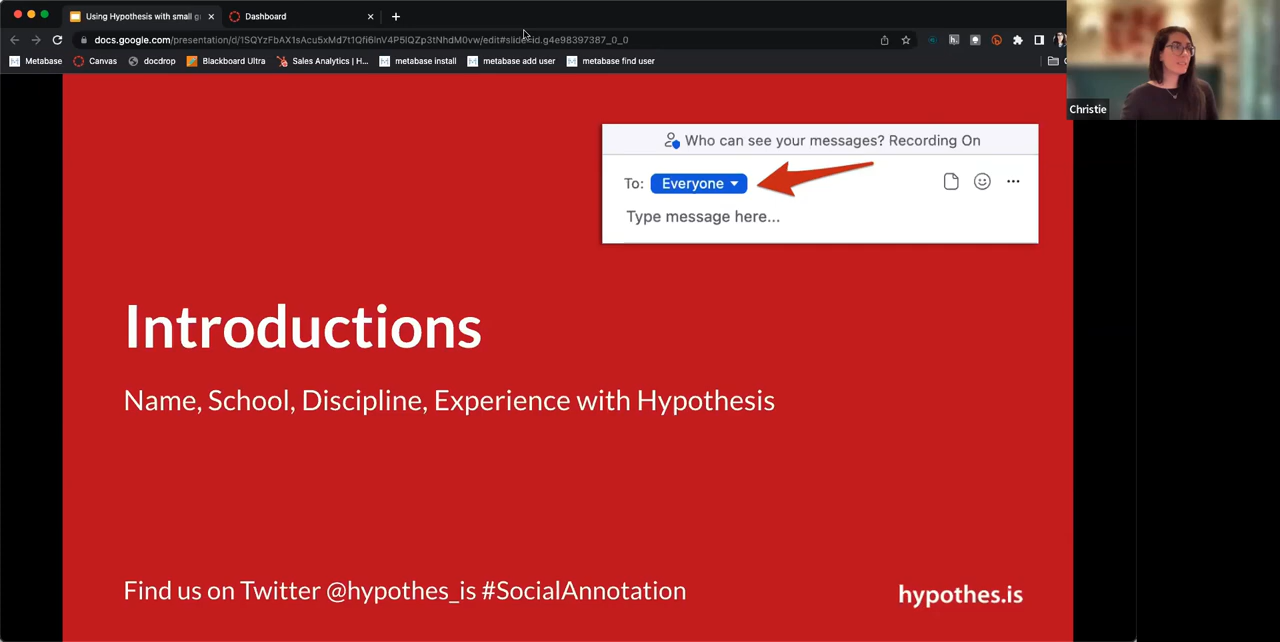 Using Hypothesis with small g
Dashboard
docs.google.com/presentation/d/1SQYzFbAX1sAcu5xMd7t1Qfi6lnV4P5lQZp3tNhdM0vw/edit#slide=id.g4e98397387_0_0
Metabase
Canvas
docdrop
Blackboard Ultra
Sales Analytics | H...
metabase install
metabase add user
metabase find user
Christie
Who can see your messages? Recording On
To: Everyone
Type message here...
Introductions
Name, School, Discipline, Experience with Hypothesis
Find us on Twitter @hypothes_is #SocialAnnotation
hypothes.is